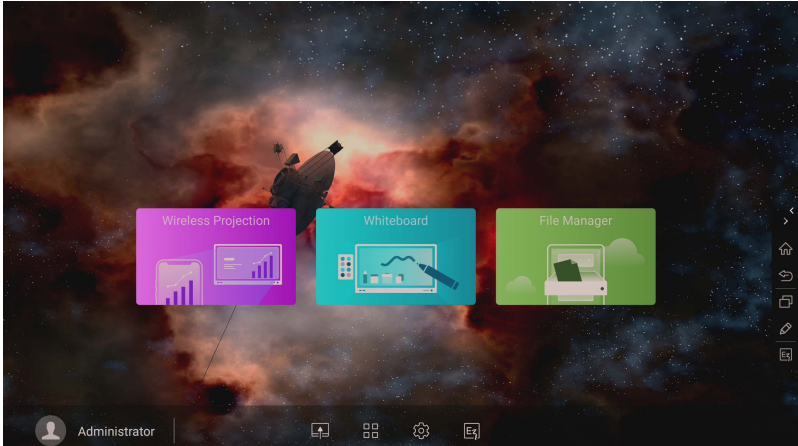 Wireless Projection
Whiteboard
File Manager
Administrator